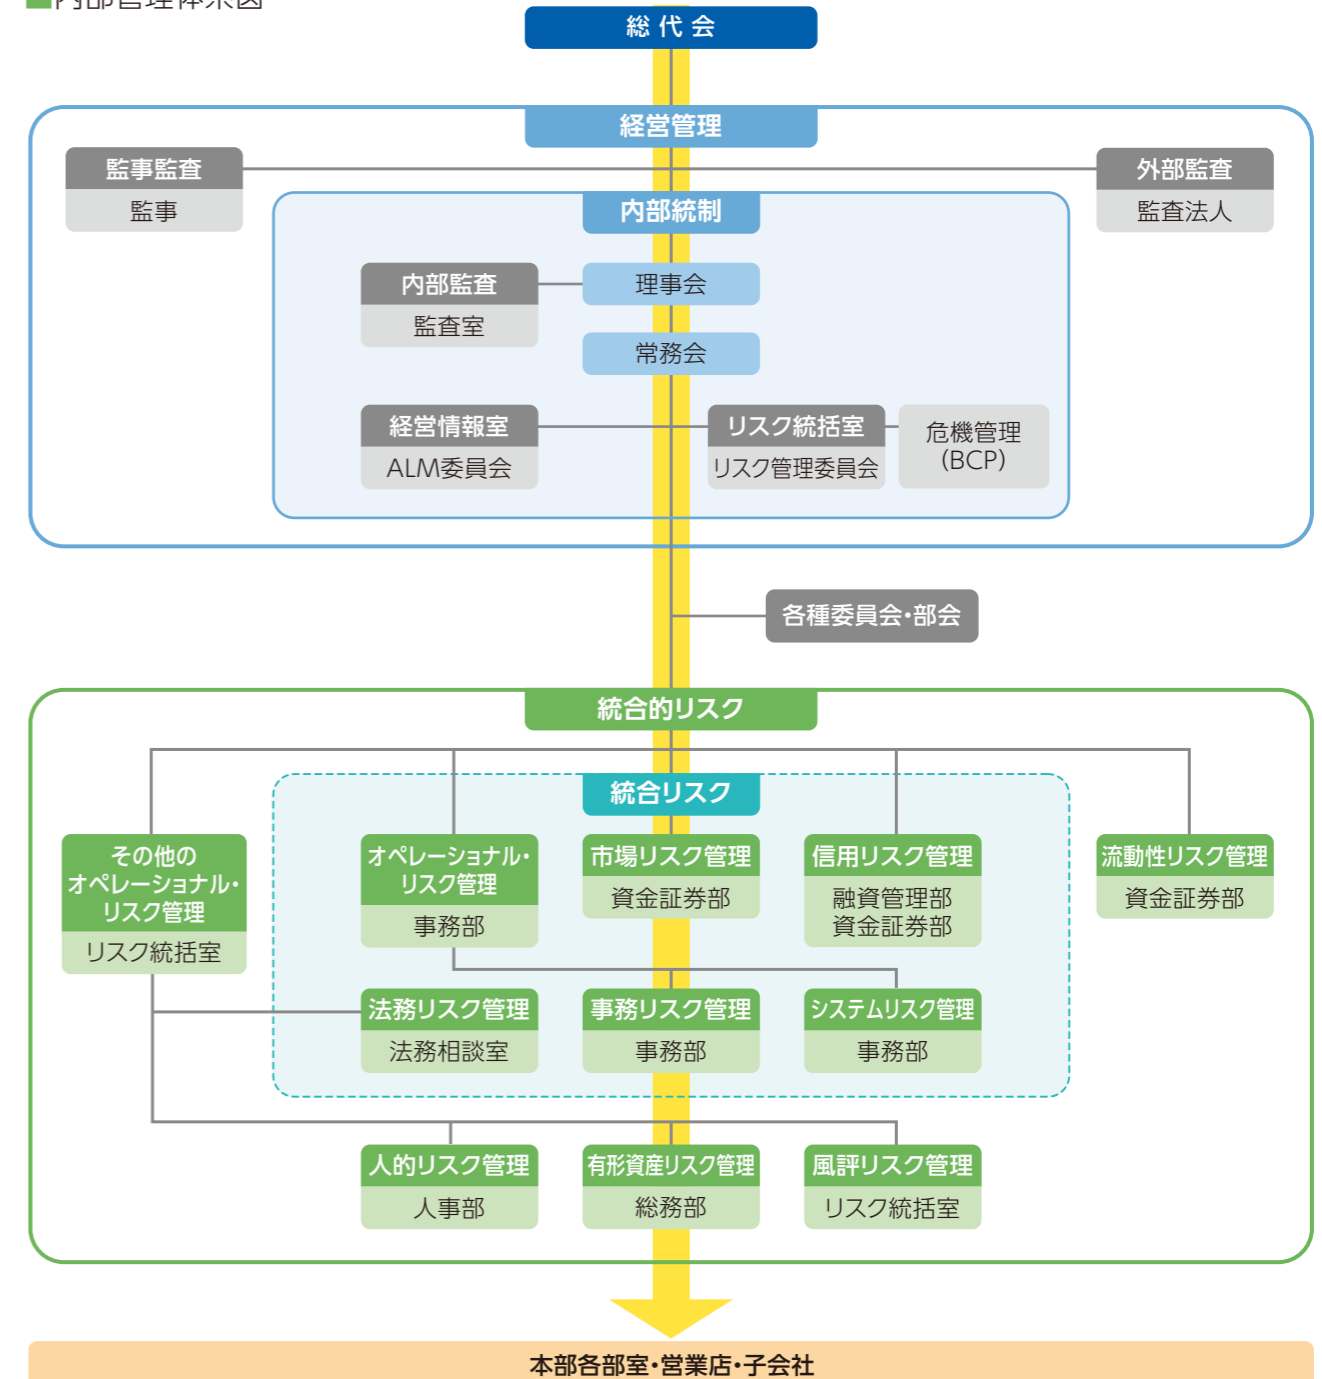 ■内部管理体系図
総代会
経営管理
監事監査
監事
外部監査
監査法人
内部統制
内部監査
監査室
理事会
常務会
経営情報室
ALM委員会
リスク統括室
リスク管理委員会
危機管理
(BCP)
各種委員会・部会
統合的リスク
統合リスク
その他の
オペレーショナル・
リスク管理
リスク統括室
オペレーショナル・
リスク管理
事務部
市場リスク管理
資金証券部
信用リスク管理
融資管理部
資金証券部
流動性リスク管理
資金証券部
法務リスク管理
法務相談室
事務リスク管理
事務部
システムリスク管理
事務部
人的リスク管理
人事部
有形資産リスク管理
総務部
風評リスク管理
リスク統括室
本部各部室・営業店・子会社